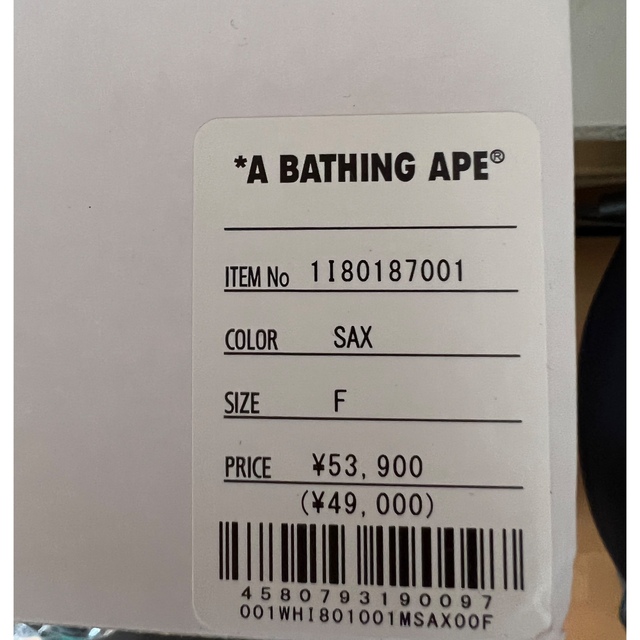 *A BATHING APE®
ITEM No 1I80187001
COLOR SAX
SIZE F
PRICE ¥53,900
(¥49,000)
4580793190097
001WHI801001MSAX00F